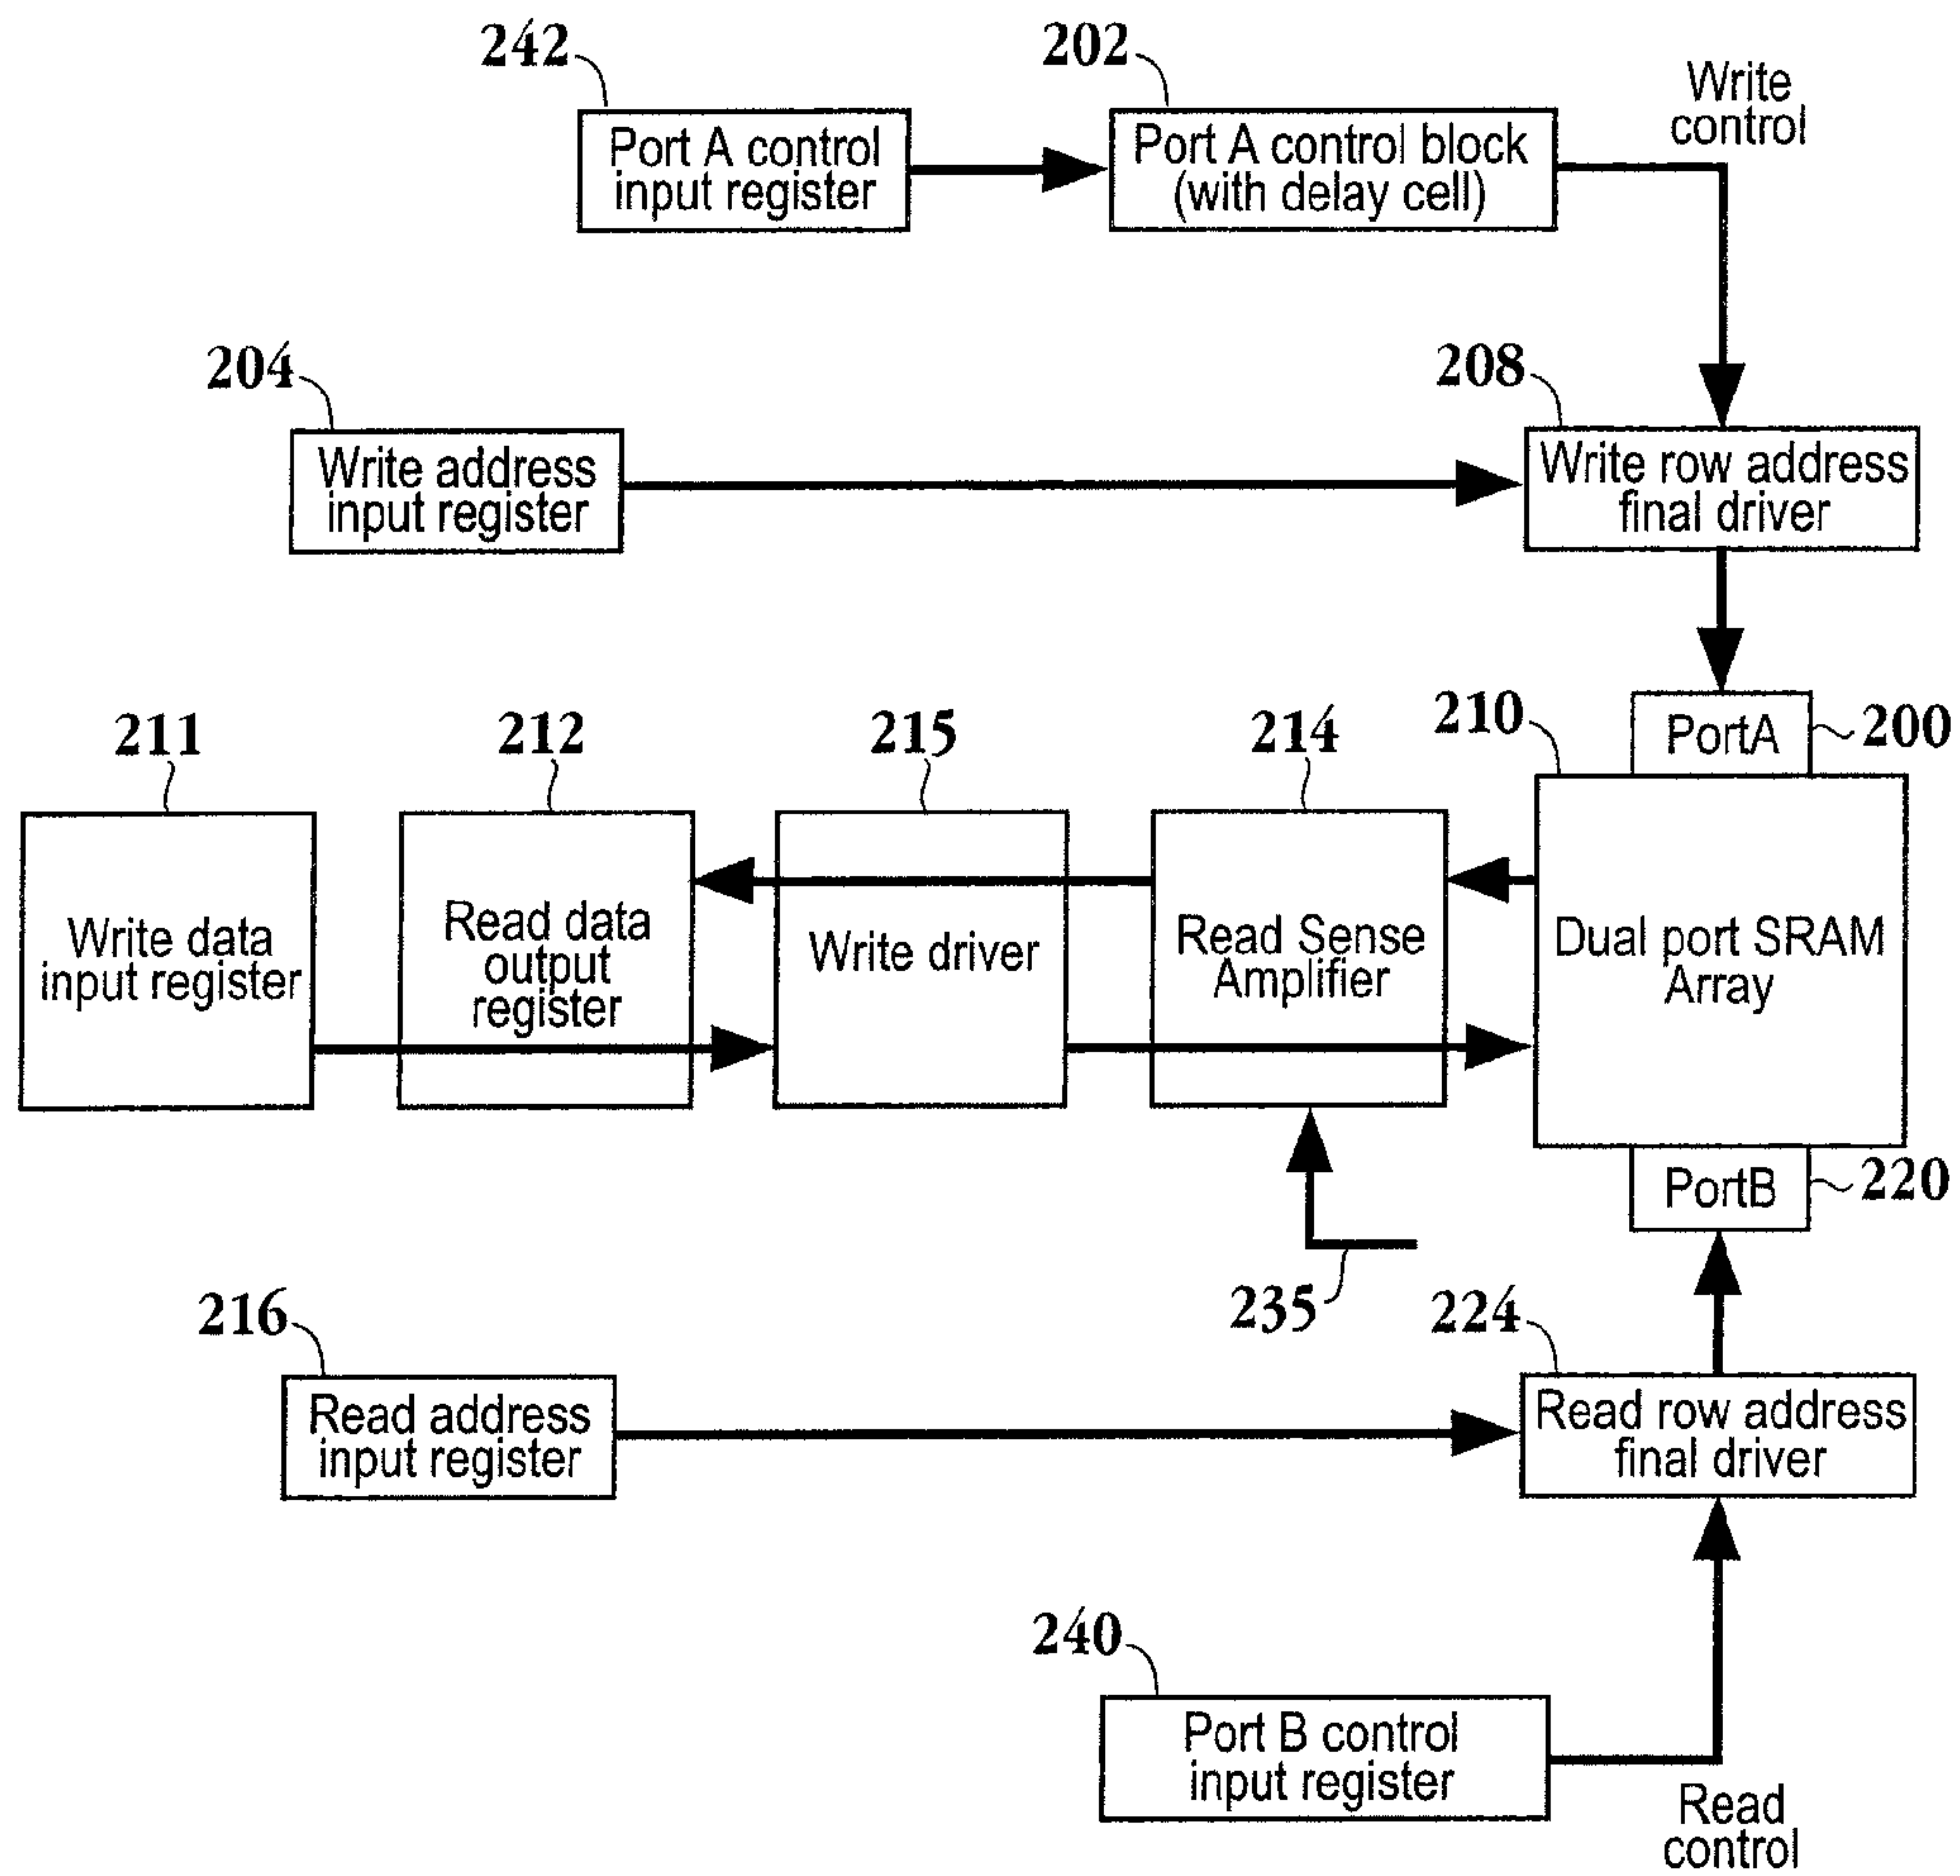 242
202
Write
control
Port A control
input register
Port A control block
(with delay cell)
204
208
Write address
input register
Write row address
final driver
211
212
215
214
210
PortA
200
Write data
input register
Read data
output
register
Write driver
Read Sense
Amplifier
Dual port SRAM
Array
PortB
220
235
216
224
Read address
input register
Read row address
final driver
240
Port B control
input register
Read
control